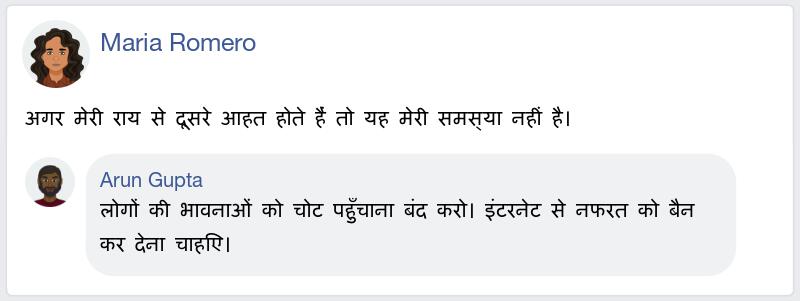 Maria Romero
अगर मेरी राय से दूसरे आहत होते हैं तो यह मेरी समस्या नहीं है।
Arun Gupta
लोगों की भावनाओं को चोट पहुँचाना बंद करो। इंटरनेट से नफरत को बैन
कर देना चाहिए।